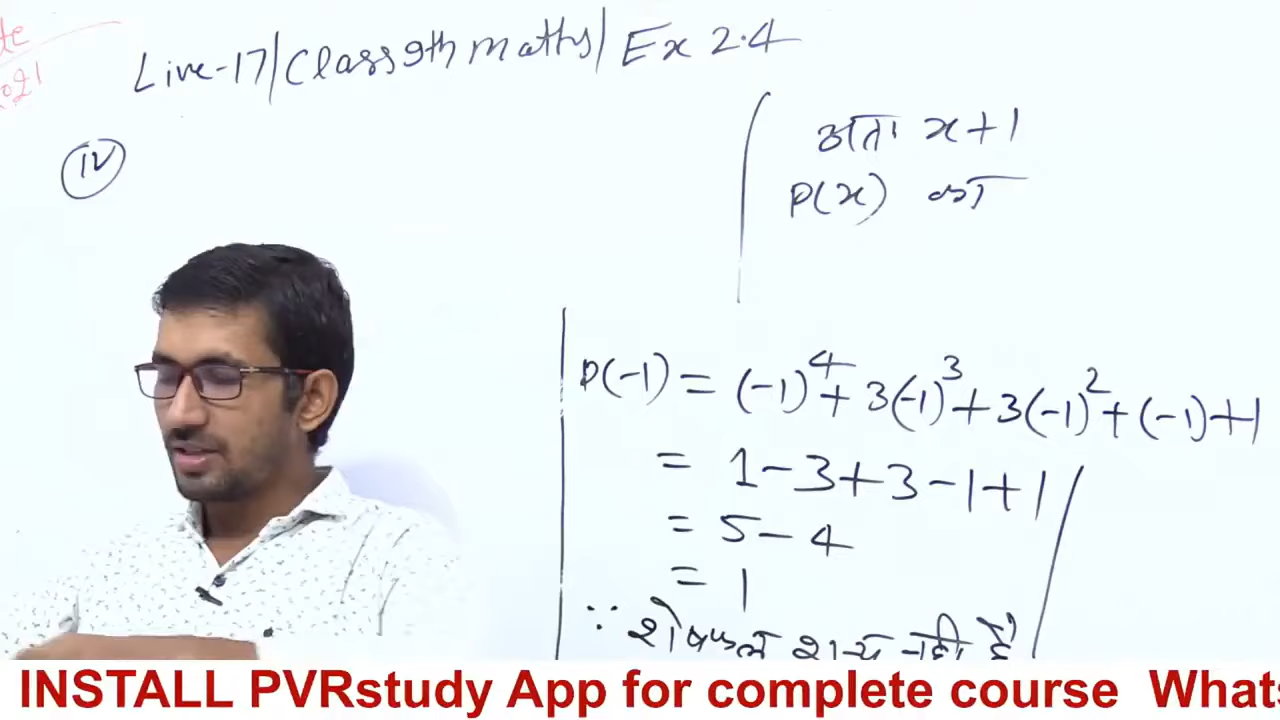 Live-17/Class 9th maths/ Ex 2.4
IV
अतः x+1
P(x) का
P(-1) = (-1)^4 + 3(-1)^3 + 3(-1)^2 + (-1) + 1
= 1-3+3-1+1
= 5-4
= 1
∵ शेषफल शून्य नहीं है
INSTALL PVRstudy App for complete course Whats